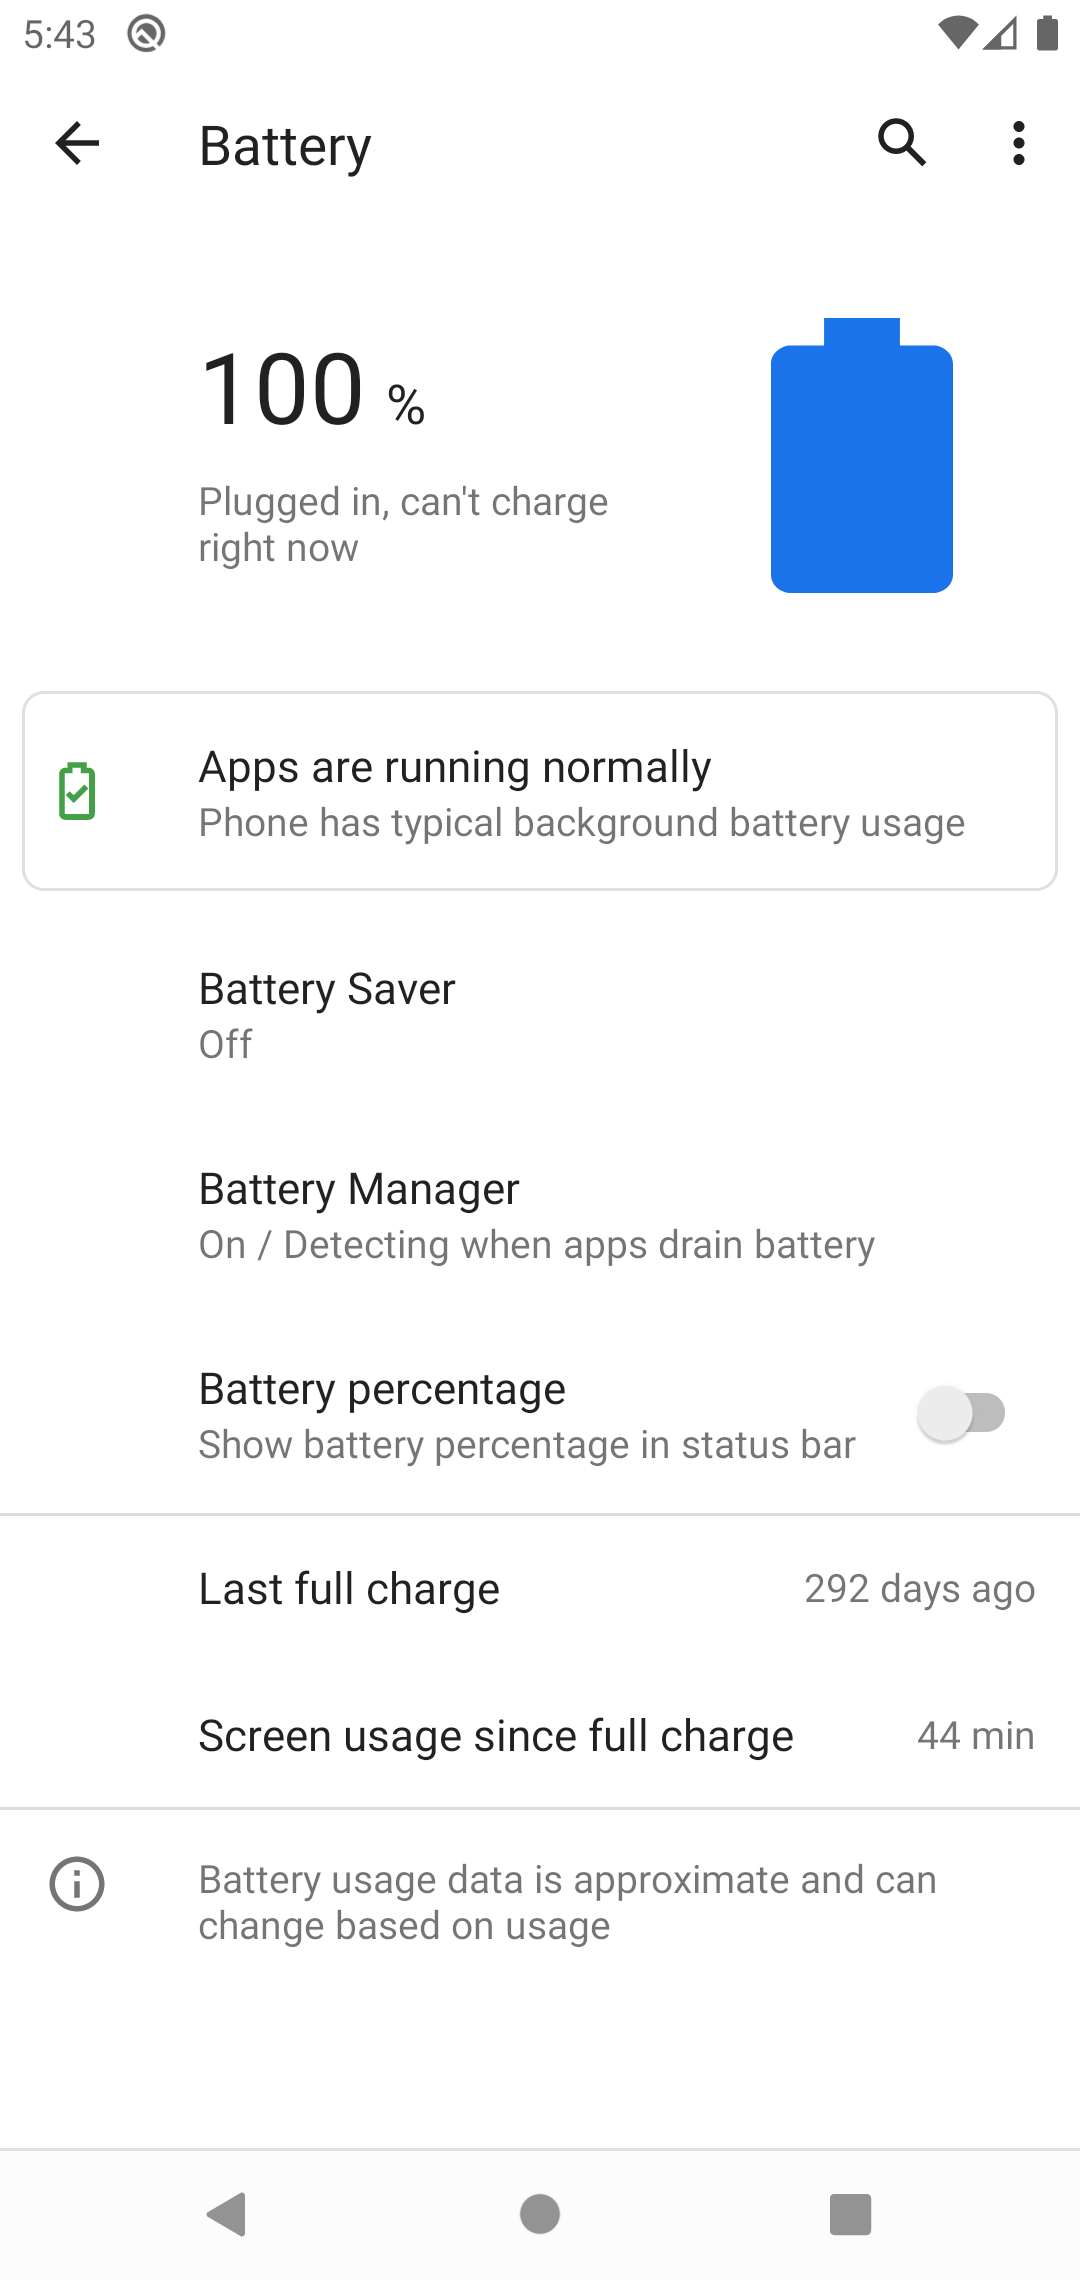 5:43
Battery
100 %
Plugged in, can't charge
right now
Apps are running normally
Phone has typical background battery usage
Battery Saver
Off
Battery Manager
On / Detecting when apps drain battery
Battery percentage
Show battery percentage in status bar
Last full charge 292 days ago
Screen usage since full charge 44 min
Battery usage data is approximate and can
change based on usage